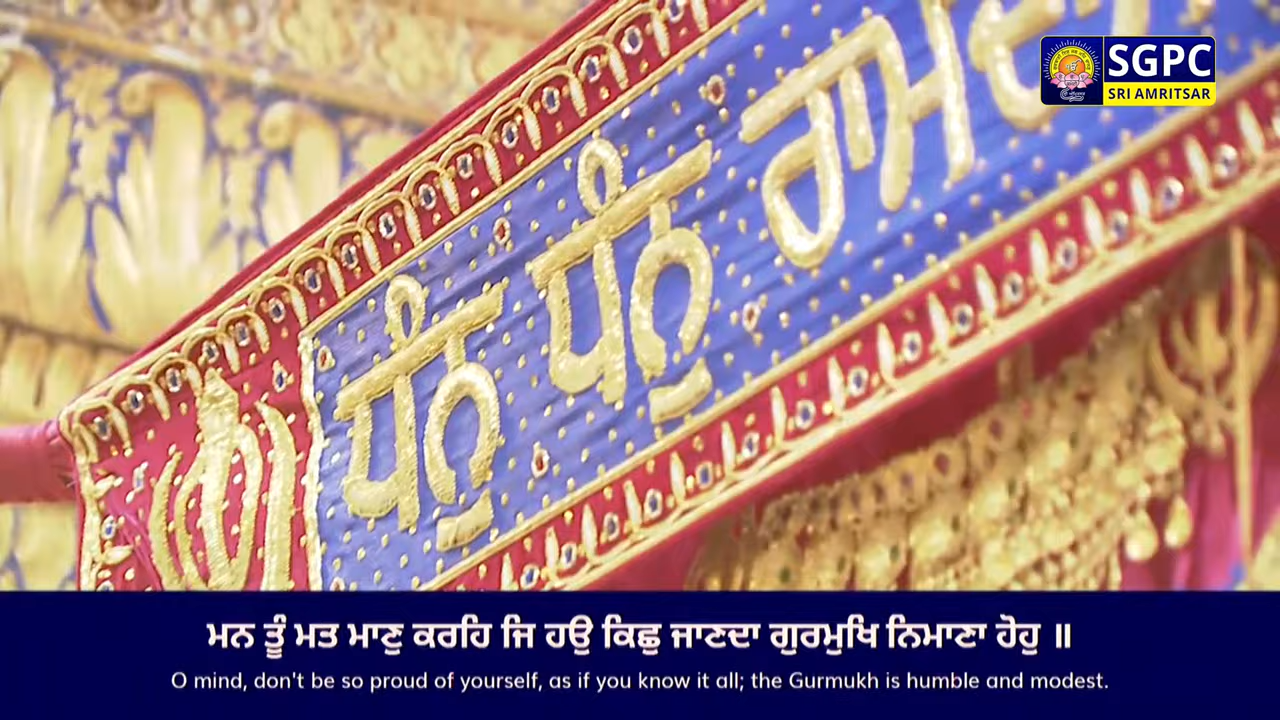 SGPC
SRI AMRITSAR
ਧੰਨੁ ਧੰਨੁ ਰਾਮਦਾ
ਮਨ ਤੂੰ ਮਤ ਮਾਣੁ ਕਰਹਿ ਜਿ ਹਉ ਕਿਛੁ ਜਾਣਦਾ ਗੁਰਮੁਖਿ ਨਿਮਾਣਾ ਹੋਹੁ ॥
O mind, don't be so proud of yourself, as if you know it all; the Gurmukh is humble and modest.